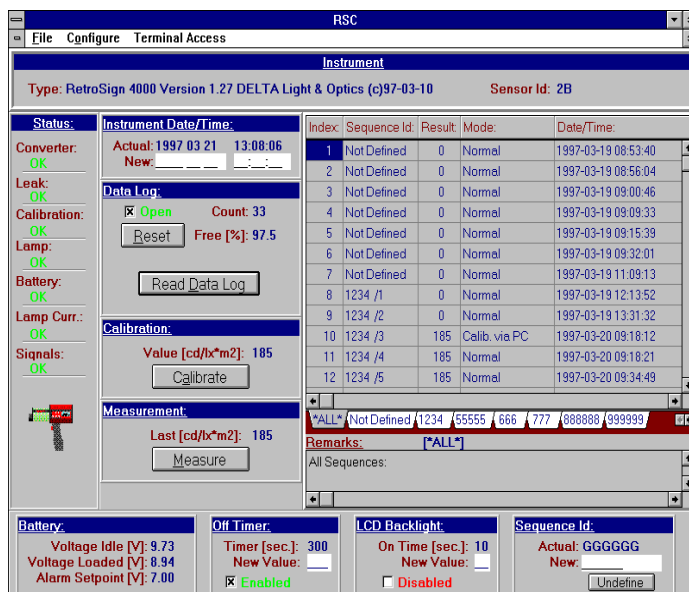 RSC
File Configure Terminal Access
Instrument
Type: RetroSign 4000 Version 1.27 DELTA Light & Optics (c)97-03-10 Sensor Id: 2B
Status:
Converter:
OK
Leak:
OK
Calibration:
OK
Lamp:
OK
Battery:
OK
Lamp Curr.:
OK
Signals:
OK
Instrument Date/Time:
Actual: 1997 03 21 13:08:06
New: ____ __ __ __:__:__
Data Log:
Open Count: 33
Reset Free [%]: 97.5
Read Data Log
Calibration:
Value [cd/lx*m2]: 185
Calibrate
Measurement:
Last [cd/lx*m2]: 185
Measure
Index: Sequence Id: Result: Mode: Date/Time:
1 Not Defined 0 Normal 1997-03-19 08:53:40
2 Not Defined 0 Normal 1997-03-19 08:56:04
3 Not Defined 0 Normal 1997-03-19 09:00:46
4 Not Defined 0 Normal 1997-03-19 09:09:33
5 Not Defined 0 Normal 1997-03-19 09:15:39
6 Not Defined 0 Normal 1997-03-19 09:32:01
7 Not Defined 0 Normal 1997-03-19 11:09:13
8 1234 /1 0 Normal 1997-03-19 12:13:52
9 1234 /2 0 Normal 1997-03-19 13:31:32
10 1234 /3 185 Calib. via PC 1997-03-20 09:18:12
11 1234 /4 185 Normal 1997-03-20 09:18:21
12 1234 /5 185 Normal 1997-03-20 09:34:49
*ALL* Not Defined 1234 55555 666 777 888888 999999
Remarks: [*ALL*]
All Sequences:
Battery:
Voltage Idle [V]: 9.73
Voltage Loaded [V]: 8.94
Alarm Setpoint [V]: 7.00
Off Timer:
Timer [sec.]: 300
New Value: ___
Enabled
LCD Backlight:
On Time [sec.]: 10
New Value: __
Disabled
Sequence Id:
Actual: GGGGGG
New: ______
Undefine